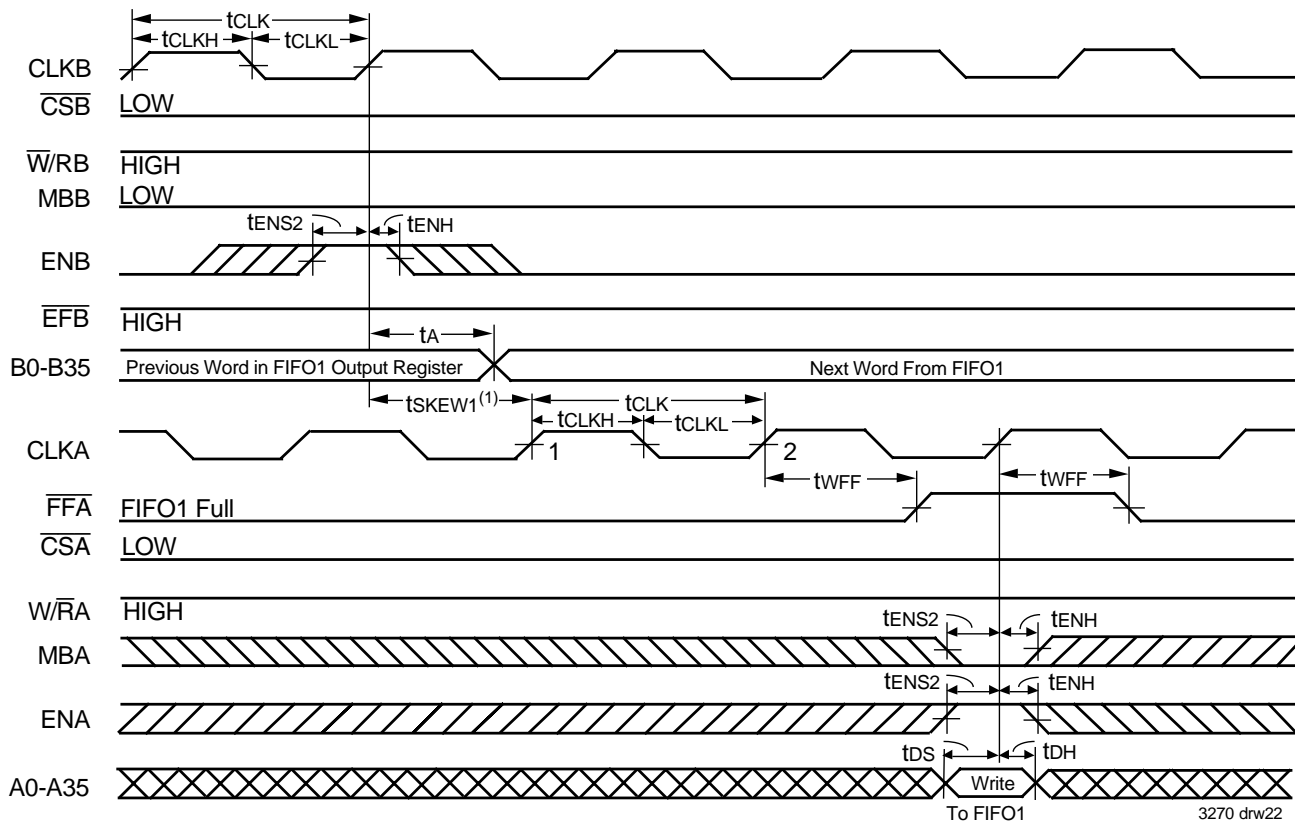 tCLK
tCLKH tCLKL
CLKB
CSB LOW
W/RB HIGH
MBB LOW
tENS2 tENH
ENB
EFB HIGH
tA
B0-B35 Previous Word in FIFO1 Output Register Next Word From FIFO1
tSKEW1(1) tCLK
tCLKH tCLKL
CLKA 1 2
tWFF tWFF
FFA FIFO1 Full
CSA LOW
W/RA HIGH
tENS2 tENH
MBA
tENS2 tENH
ENA
tDS tDH
A0-A35 Write
To FIFO1 3270 drw22